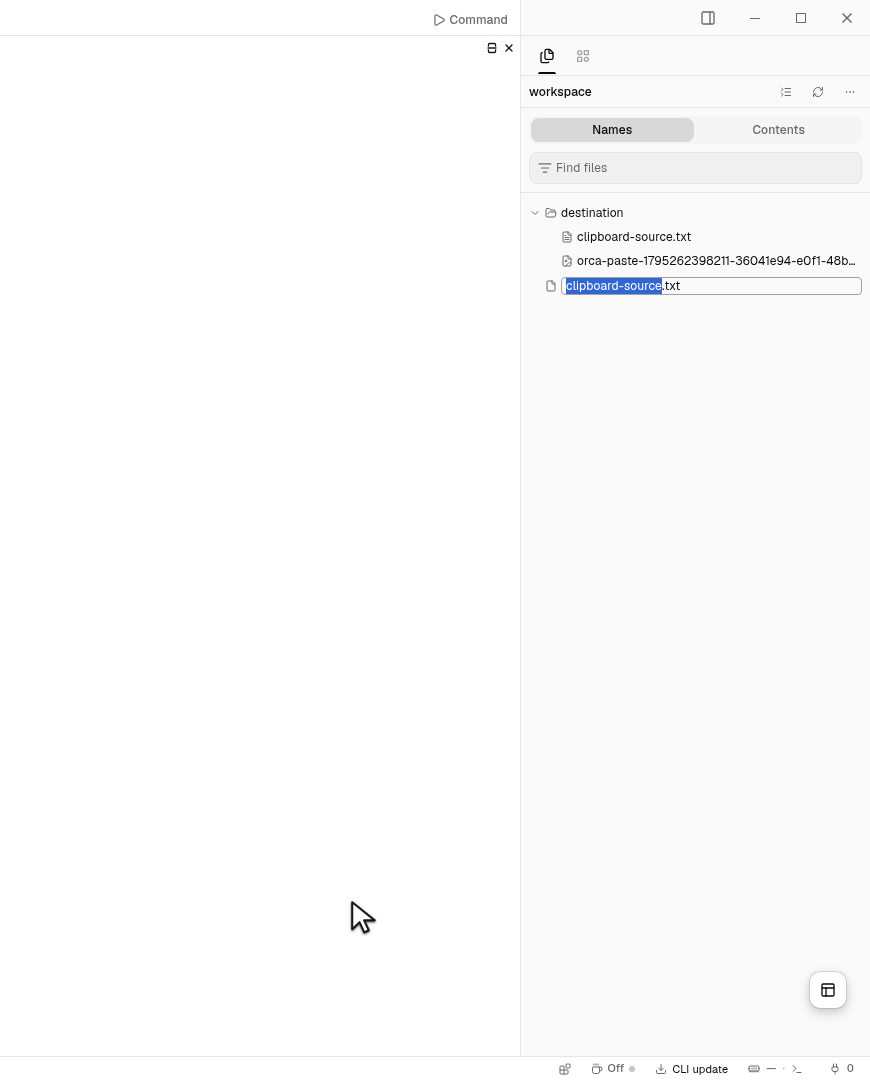 Command
workspace
Names
Contents
Find files
destination
clipboard-source.txt
orca-paste-1795262398211-36041e94-e0f1-48b…
clipboard-source.txt
Off
CLI update
0